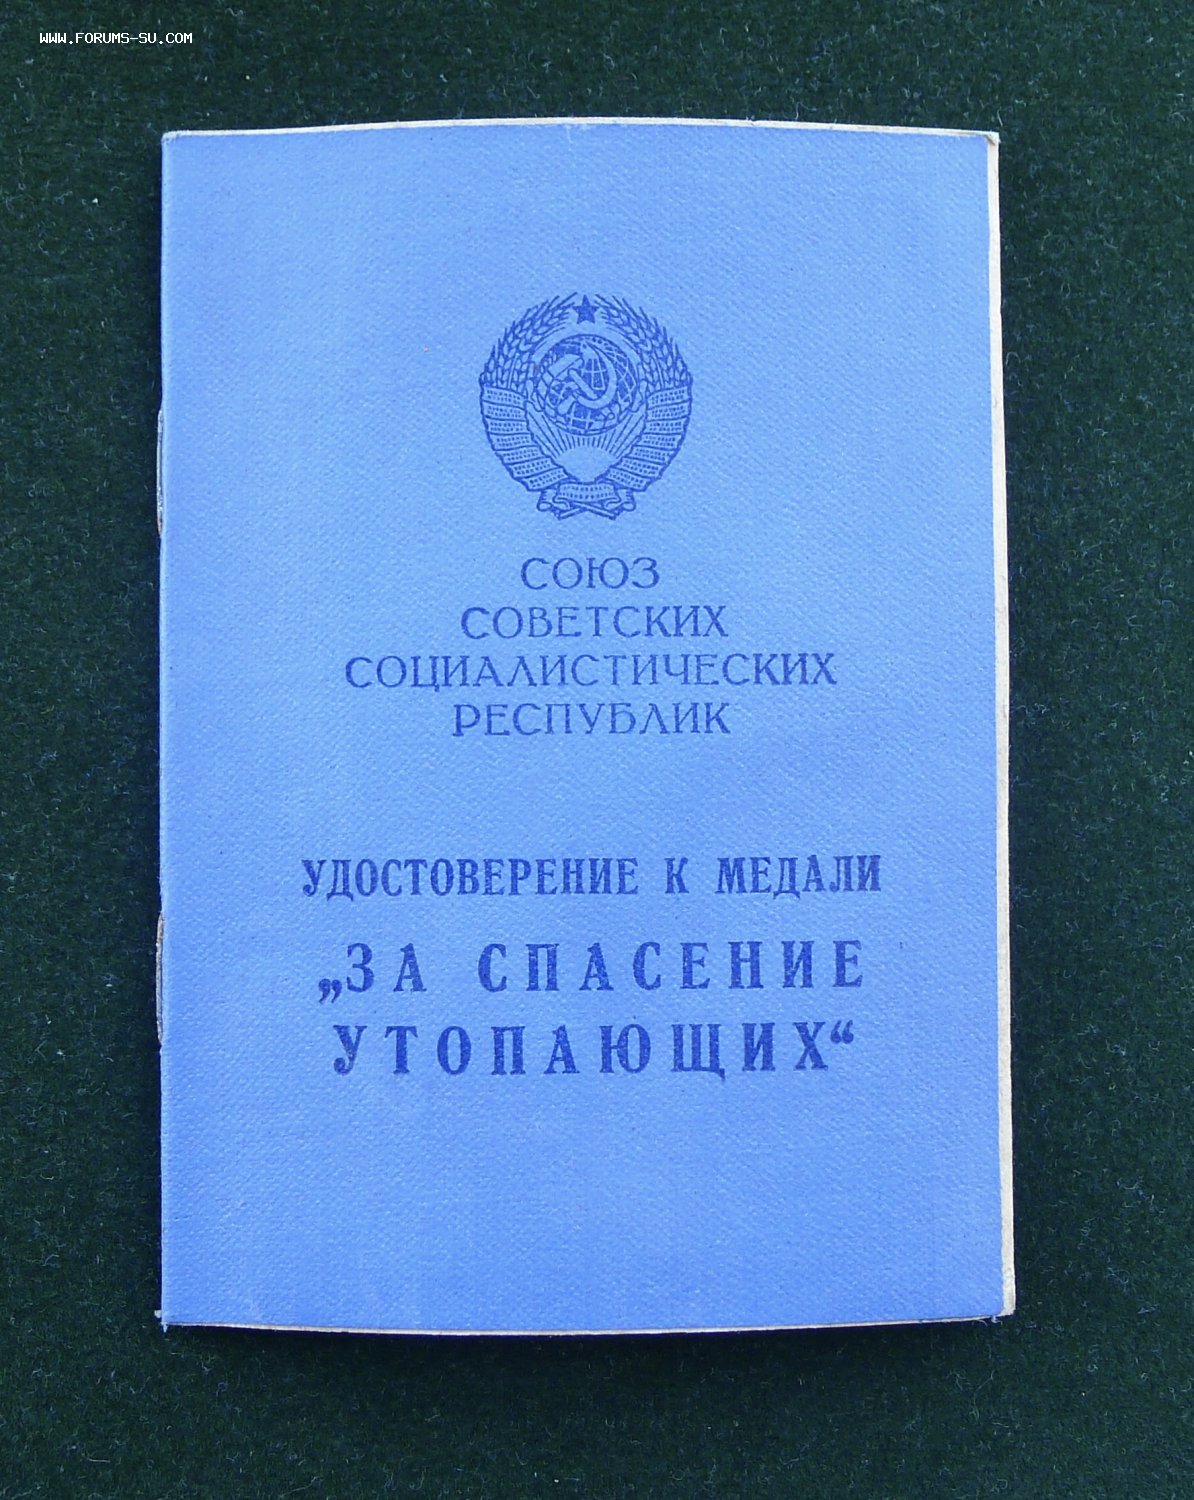 WWW.FORUMS-SU.COM
СОЮЗ
СОВЕТСКИХ
СОЦИАЛИСТИЧЕСКИХ
РЕСПУБЛИК
УДОСТОВЕРЕНИЕ К МЕДАЛИ
„ЗА СПАСЕНИЕ
УТОПАЮЩИХ“